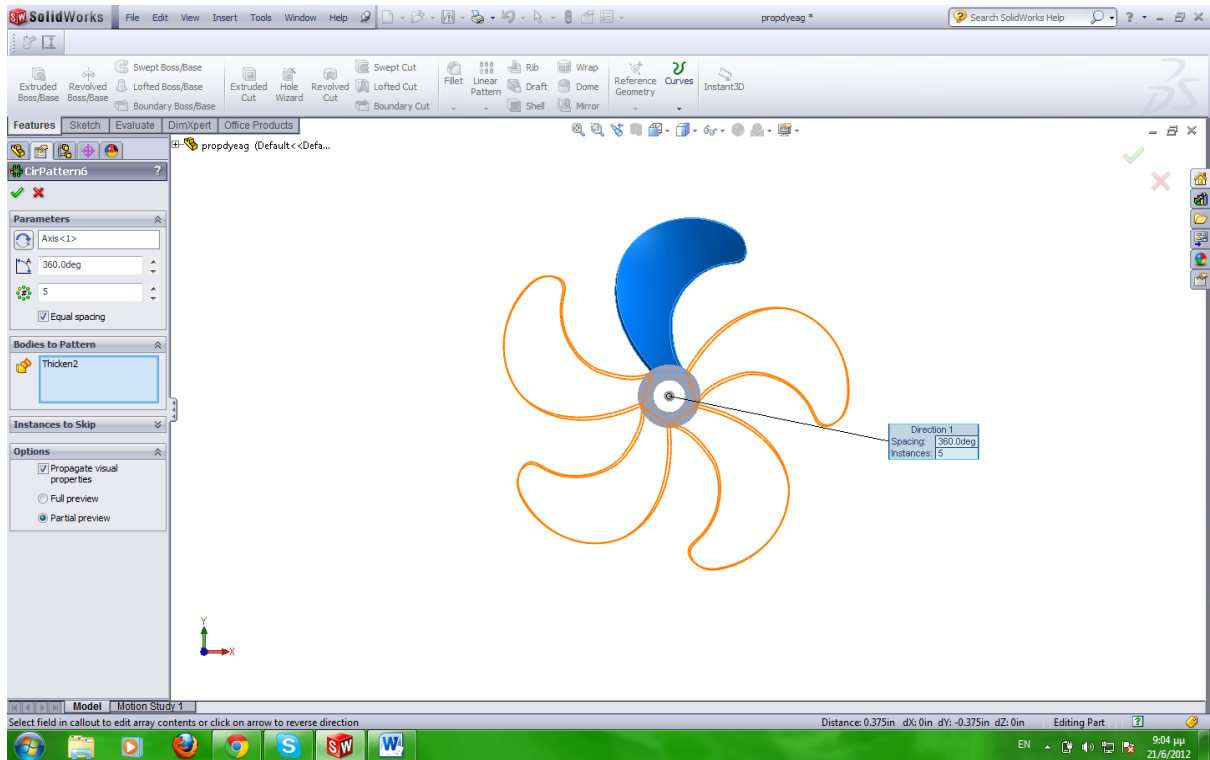 SolidWorks File Edit View Insert Tools Window Help propdyeag * Search SolidWorks Help ?
Extruded Boss/Base
Revolved Boss/Base
Swept Boss/Base
Lofted Boss/Base
Boundary Boss/Base
Extruded Cut
Hole Wizard
Revolved Cut
Swept Cut
Lofted Cut
Boundary Cut
Fillet
Linear Pattern
Rib
Draft
Shell
Wrap
Dome
Mirror
Reference Geometry
Curves
Instant3D
Features Sketch Evaluate DimXpert Office Products
propdyeag (Default<<Defa...
CirPattern6 ?
Parameters
Axis<1>
360.0deg
5
Equal spacing
Bodies to Pattern
Thicken2
Instances to Skip
Options
Propagate visual
properties
Full preview
Partial preview
Direction 1
Spacing: 360.0deg
Instances: 5
Y
X
Model Motion Study 1
Select field in callout to edit array contents or click on arrow to reverse direction Distance: 0.375in dX: 0in dY: -0.375in dZ: 0in Editing Part ?
EN 9:04 μμ
21/6/2012